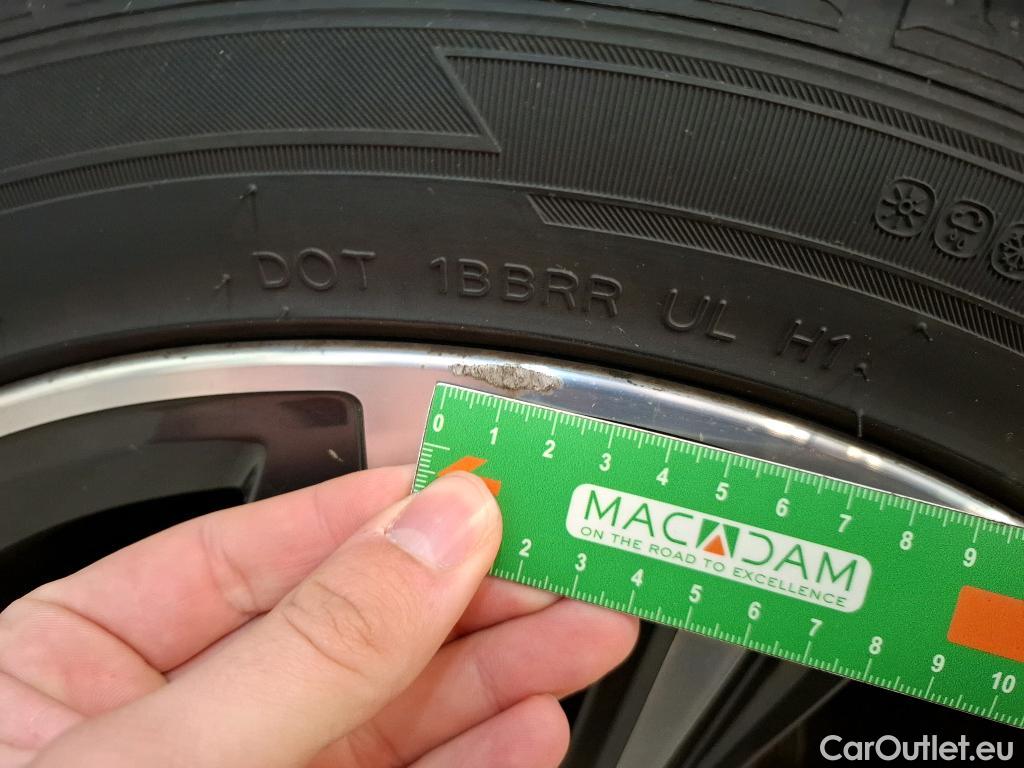 DOT 1BBRR UL H1
0 1 2 3 4 5 6 7 8 9
MACADAM
ON THE ROAD TO EXCELLENCE
2 3 4 5 6 7 8 9 10
CarOutlet.eu